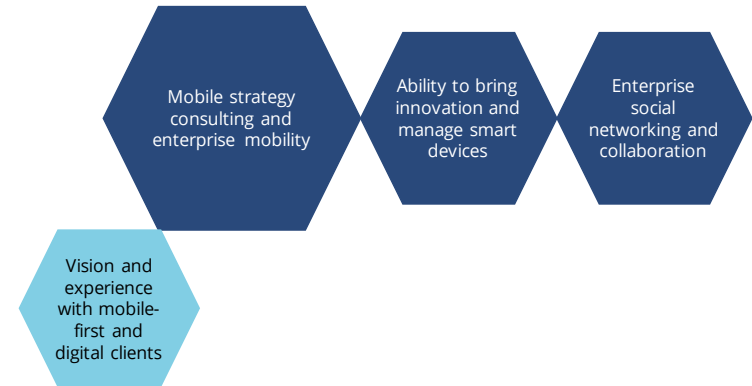 Mobile strategy
consulting and
enterprise mobility
Ability to bring
innovation and
manage smart
devices
Enterprise
social
networking and
collaboration
Vision and
experience
with mobile-
first and
digital clients